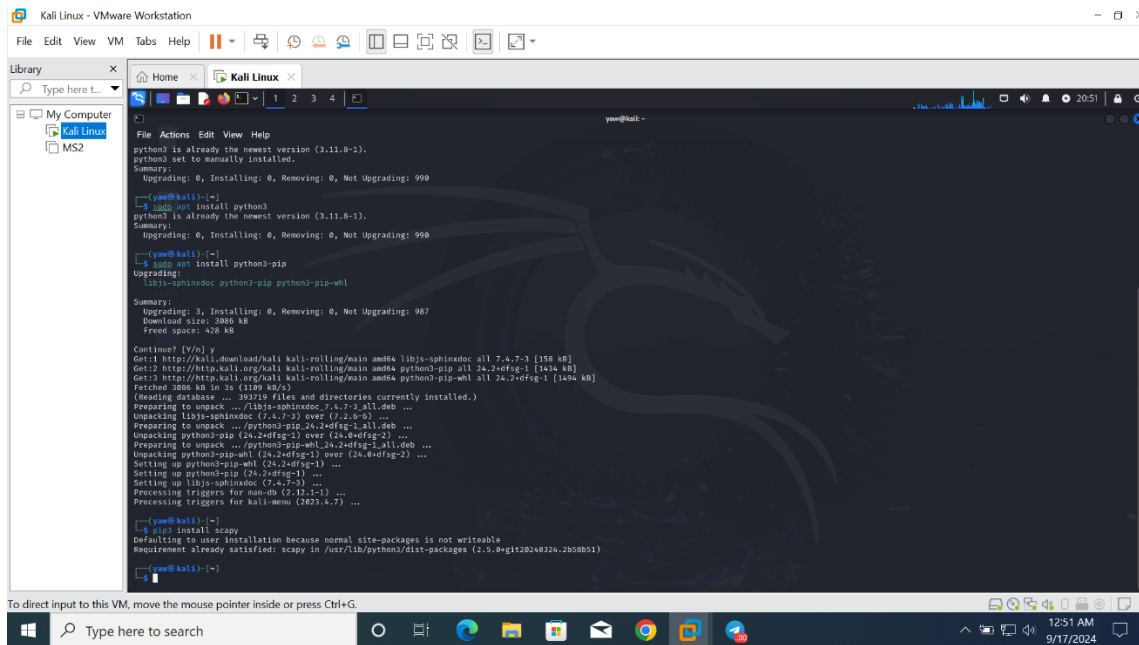 Kali Linux - VMware Workstation
File Edit View VM Tabs Help
Library
Type here t...
My Computer
Kali Linux
MS2
Home
Kali Linux
1 2 3 4
20:51
yaw@kali: ~
File Actions Edit View Help
python3 is already the newest version (3.11.8-1).
python3 set to manually installed.
Summary:
Upgrading: 0, Installing: 0, Removing: 0, Not Upgrading: 990
(yaw㉿kali)-[~]
$ sudo apt install python3
python3 is already the newest version (3.11.8-1).
Summary:
Upgrading: 0, Installing: 0, Removing: 0, Not Upgrading: 990
(yaw㉿kali)-[~]
$ sudo apt install python3-pip
Upgrading:
libjs-sphinxdoc python3-pip python3-pip-whl
Summary:
Upgrading: 3, Installing: 0, Removing: 0, Not Upgrading: 987
Download size: 3086 kB
Freed space: 428 kB
Continue? [Y/n] y
Get:1 http://kali.download/kali kali-rolling/main amd64 libjs-sphinxdoc all 7.4.7-3 [158 kB]
Get:2 http://http.kali.org/kali kali-rolling/main amd64 python3-pip all 24.2+dfsg-1 [1434 kB]
Get:3 http://http.kali.org/kali kali-rolling/main amd64 python3-pip-whl all 24.2+dfsg-1 [1494 kB]
Fetched 3086 kB in 3s (1109 kB/s)
(Reading database ... 393719 files and directories currently installed.)
Preparing to unpack .../libjs-sphinxdoc_7.4.7-3_all.deb ...
Unpacking libjs-sphinxdoc (7.4.7-3) over (7.2.6-6) ...
Preparing to unpack .../python3-pip_24.2+dfsg-1_all.deb ...
Unpacking python3-pip (24.2+dfsg-1) over (24.0+dfsg-2) ...
Preparing to unpack .../python3-pip-whl_24.2+dfsg-1_all.deb ...
Unpacking python3-pip-whl (24.2+dfsg-1) over (24.0+dfsg-2) ...
Setting up python3-pip-whl (24.2+dfsg-1) ...
Setting up python3-pip (24.2+dfsg-1) ...
Setting up libjs-sphinxdoc (7.4.7-3) ...
Processing triggers for man-db (2.12.1-1) ...
Processing triggers for kali-menu (2023.4.7) ...
(yaw㉿kali)-[~]
$ pip3 install scapy
Defaulting to user installation because normal site-packages is not writeable
Requirement already satisfied: scapy in /usr/lib/python3/dist-packages (2.5.0+git20240324.2b58b51)
(yaw㉿kali)-[~]
$
To direct input to this VM, move the mouse pointer inside or press Ctrl+G.
Type here to search
12:51 AM
9/17/2024